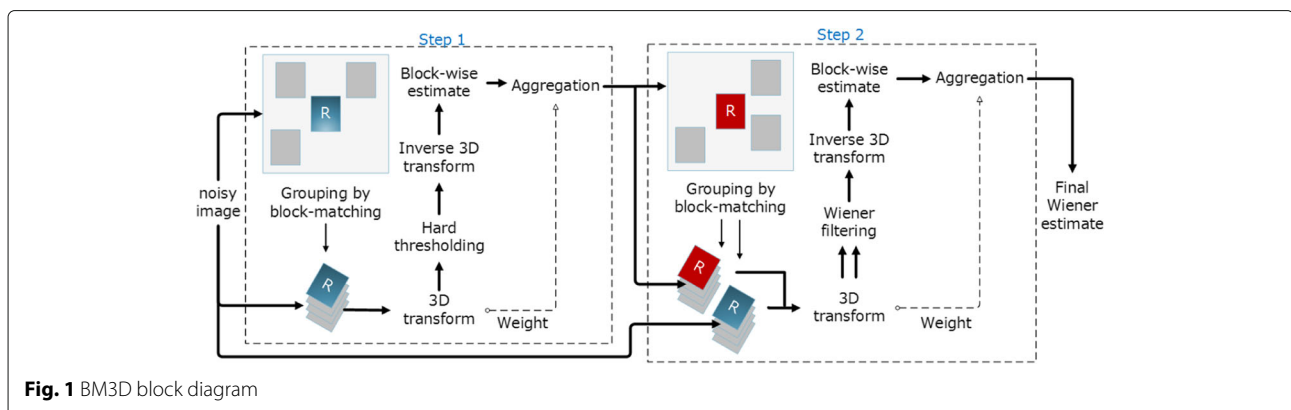 Step 1
Step 2
R
Block-wise
estimate
Aggregation
Inverse 3D
transform
noisy
image
Grouping by
block-matching
Hard
thresholding
R
3D
transform
Weight
R
Block-wise
estimate
Aggregation
Inverse 3D
transform
Grouping by
block-matching
Wiener
filtering
Final
Wiener
estimate
R
R
3D
transform
Weight
Fig. 1 BM3D block diagram